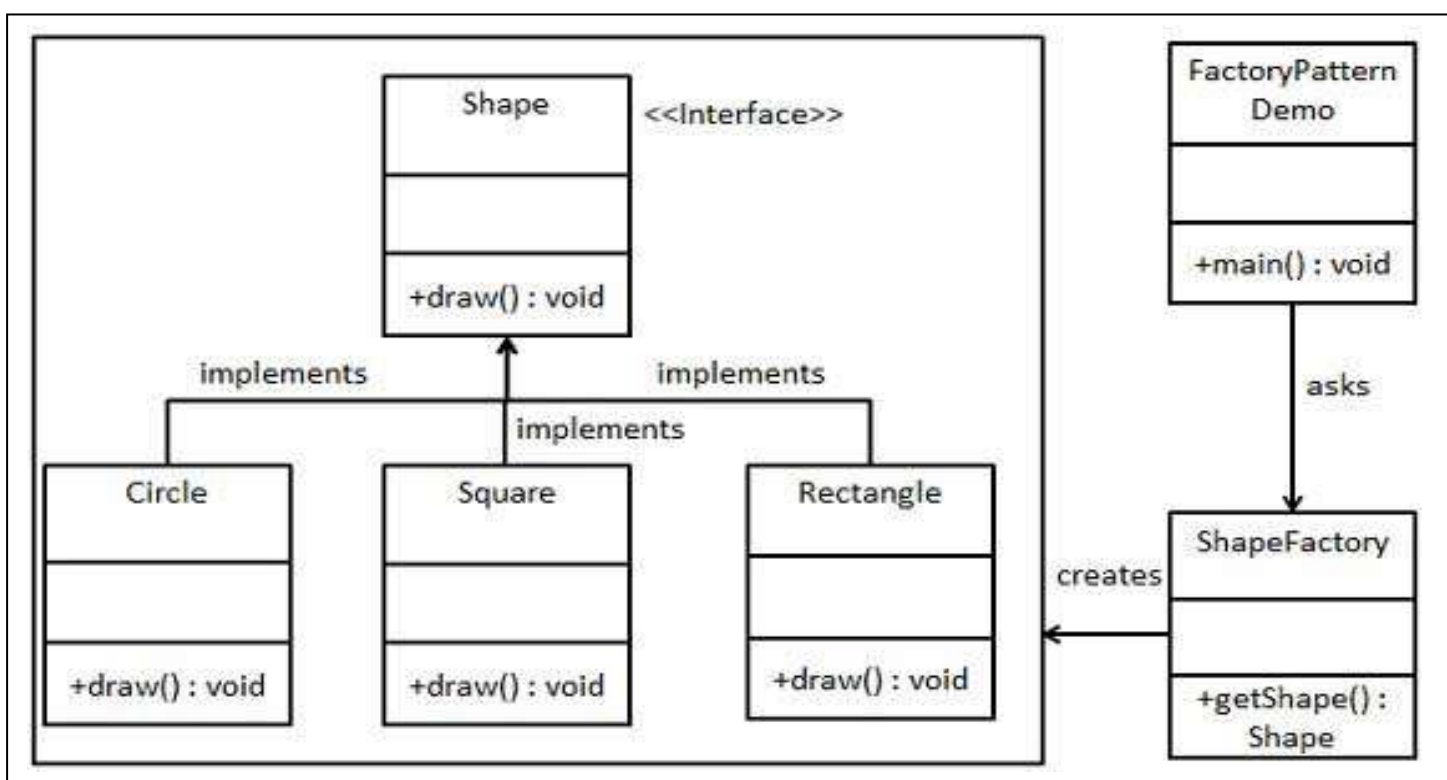 Shape
<<Interface>>
+draw() : void
implements
implements
implements
Circle
+draw() : void
Square
+draw() : void
Rectangle
+draw() : void
FactoryPattern
Demo
+main() : void
asks
ShapeFactory
+getShape() :
Shape
creates